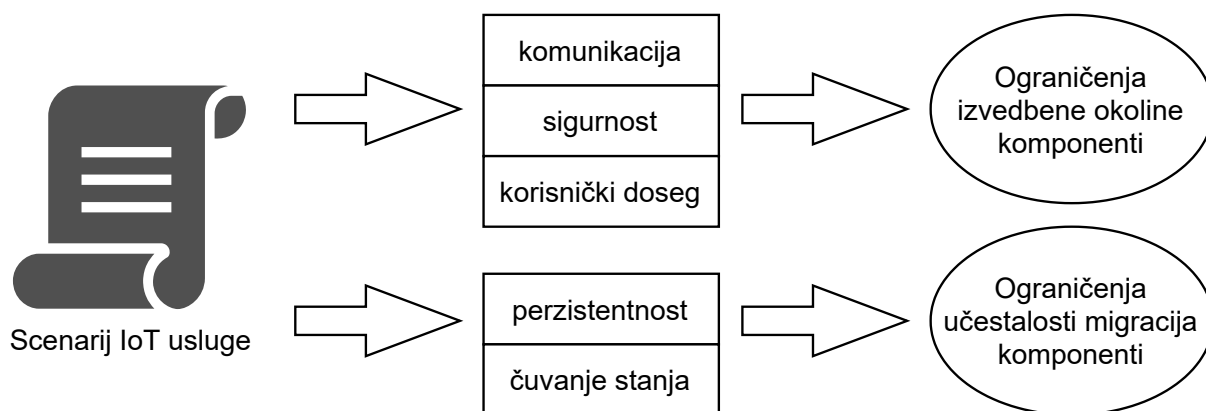 Scenarij IoT usluge
komunikacija
sigurnost
korisnički doseg
Ograničenja
izvedbene okoline
komponenti
perzistentnost
čuvanje stanja
Ograničenja
učestalosti migracija
komponenti